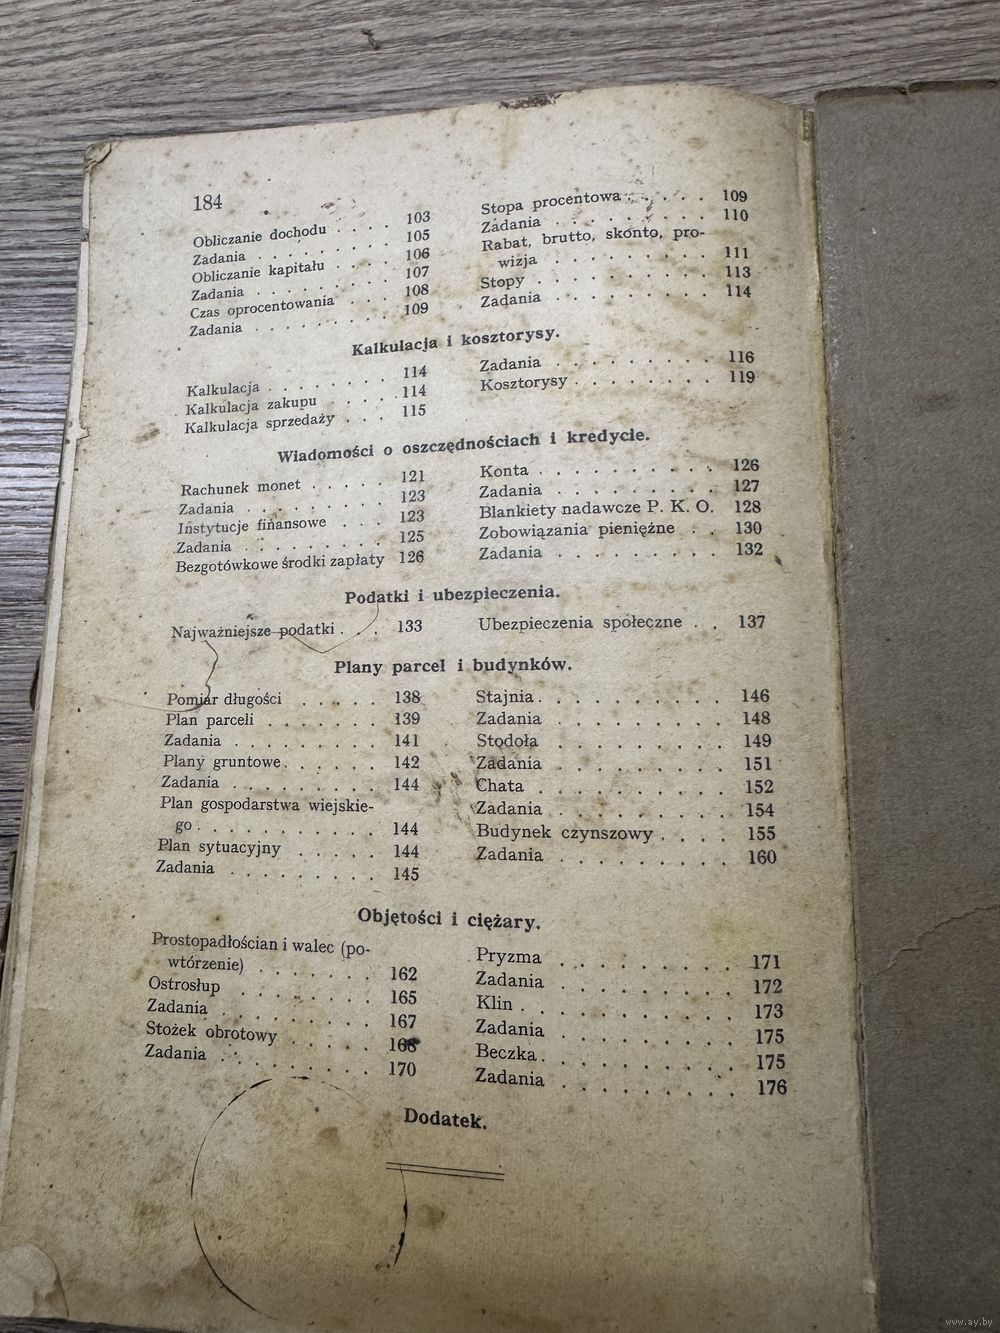 184
Obliczanie dochodu . . . . 103
Zadania . . . . . . . . 105
Obliczanie kapitału . . . . 106
Zadania . . . . . . . . 107
Czas oprocentowania . . . 108
Zadania . . . . . . . . 109
Stopa procentowa . . . . . 109
Zadania . . . . . . . . 110
Rabat, brutto, skonto, pro-
wizja . . . . . . . . 111
Stopy . . . . . . . . . 113
Zadania . . . . . . . . 114
Kalkulacja i kosztorysy.
Kalkulacja . . . . . . . 114
Kalkulacja zakupu . . . . 114
Kalkulacja sprzedaży . . . 115
Zadania . . . . . . . . 116
Kosztorysy . . . . . . . 119
Wiadomości o oszczędnościach i kredycie.
Rachunek monet . . . . . 121
Zadania . . . . . . . . 123
Instytucje finansowe . . . 123
Zadania . . . . . . . . 125
Bezgotówkowe środki zapłaty 126
Konta . . . . . . . . . 126
Zadania . . . . . . . . 127
Blankiety nadawcze P. K. O. 128
Zobowiązania pieniężne . . 130
Zadania . . . . . . . . 132
Podatki i ubezpieczenia.
Najważniejsze podatki . . . 133
Ubezpieczenia społeczne . . 137
Plany parcel i budynków.
Pomiar długości . . . . . 138
Plan parceli . . . . . . 139
Zadania . . . . . . . . 141
Plany gruntowe . . . . . 142
Zadania . . . . . . . . 144
Plan gospodarstwa wiejskie-
go . . . . . . . . . 144
Plan sytuacyjny . . . . . 144
Zadania . . . . . . . . 145
Stajnia . . . . . . . . . 146
Zadania . . . . . . . . 148
Stodoła . . . . . . . . 149
Zadania . . . . . . . . 151
Chata . . . . . . . . . 152
Zadania . . . . . . . . 154
Budynek czynszowy . . . . 155
Zadania . . . . . . . . 160
Objętości i ciężary.
Prostopadłościan i walec (po-
wtórzenie) . . . . . . . 162
Ostrosłup . . . . . . . 165
Zadania . . . . . . . . 167
Stożek obrotowy . . . . . 168
Zadania . . . . . . . . 170
Pryzma . . . . . . . . 171
Zadania . . . . . . . . 172
Klin . . . . . . . . . . 173
Zadania . . . . . . . . 175
Beczka . . . . . . . . . 175
Zadania . . . . . . . . 176
Dodatek.
www.ay.by